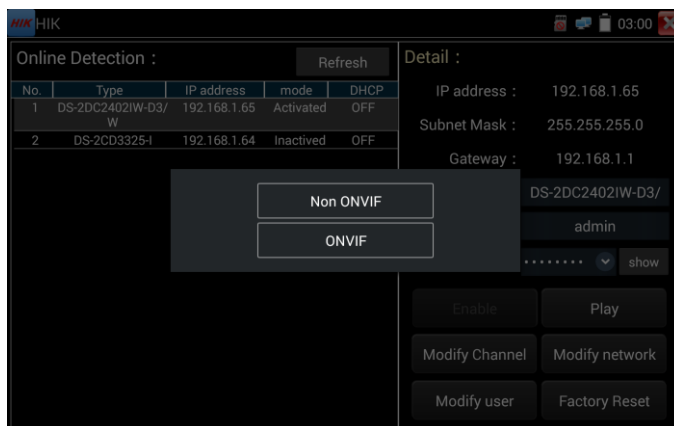 HIK HIK 03:00
Online Detection : Refresh
No. Type IP address mode DHCP
1 DS-2DC2402IW-D3/W 192.168.1.65 Activated OFF
2 DS-2CD3325-I 192.168.1.64 Inactived OFF
Non ONVIF
ONVIF
Detail :
IP address : 192.168.1.65
Subnet Mask : 255.255.255.0
Gateway : 192.168.1.1
DS-2DC2402IW-D3/
admin
•••••••• show
Enable Play
Modify Channel Modify network
Modify user Factory Reset